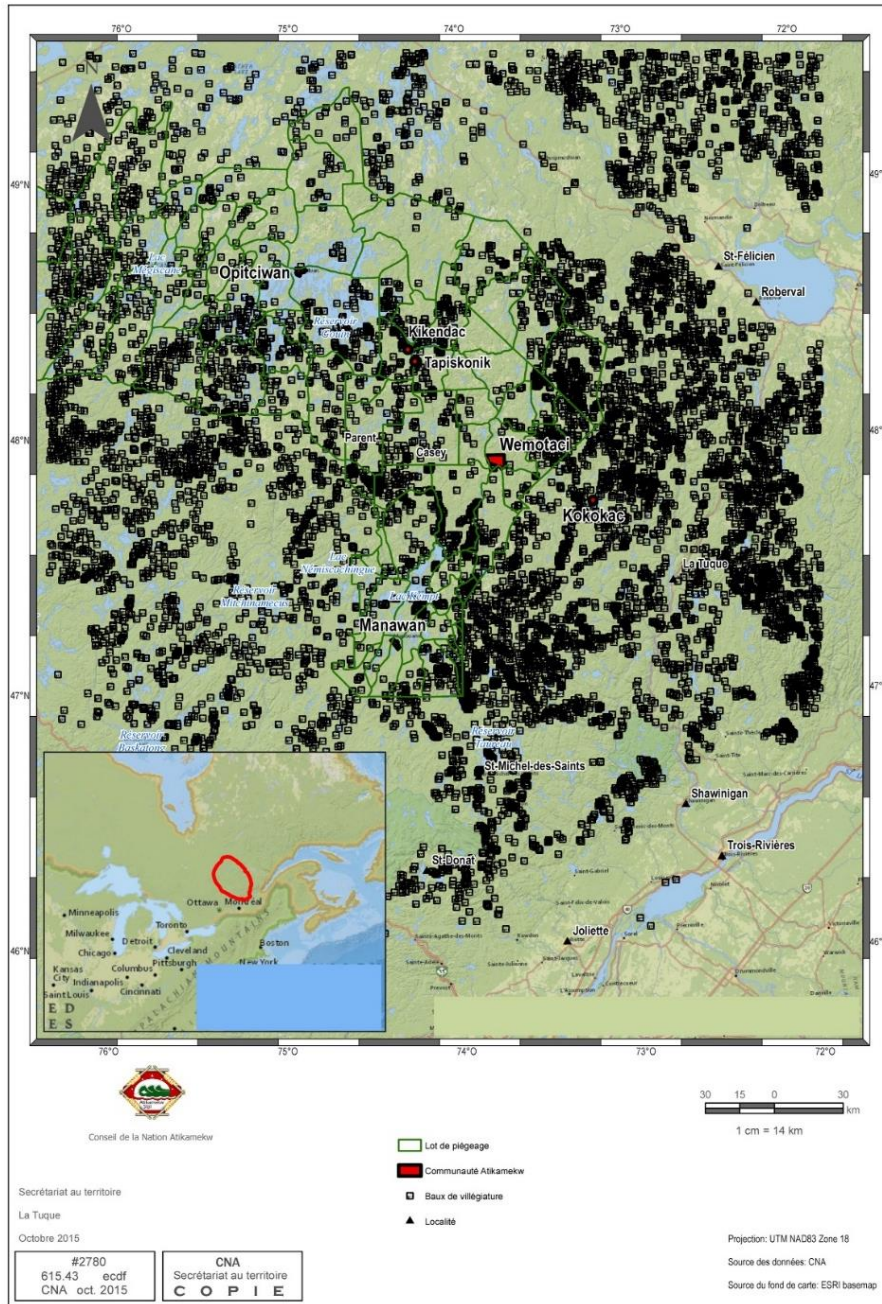 76°O 75°O 74°O 73°O 72°O
N
49°N
49°N
Lac
Mégiscane
St-Félicien
Opitciwan
Roberval
Réservoir
Gouin
Kikendac
Tapiskonik
48°N
48°N
Parent
Casey
Wemotaci
Kokokac
Lac
Némiscachingue
La Tuque
Réservoir
Mitchinamecus
Lac Kempt
Manawan
47°N
47°N
Réservoir
Baskatong
Réservoir
Taureau
St-Michel-des-Saints
Shawinigan
Trois-Rivières
St-Donat
Joliette
46°N
46°N
Ottawa
Montréal
Minneapolis
Toronto
Milwaukee
Detroit
Boston
Chicago
Cleveland
New York
Pittsburgh
Kansas
City
Columbus
Indianapolis
Saint Louis
Cincinnati
E D
E S
76°O 75°O 74°O 73°O 72°O
Conseil de la Nation Atikamekw
30 15 0 30
km
1 cm = 14 km
Lot de piégeage
Communauté Atikamekw
Baux de villégiature
Localité
Secrétariat au territoire
La Tuque
Octobre 2015
#2780
615.43 ecdf
CNA oct. 2015
CNA
Secrétariat au territoire
C O P I E
Projection: UTM NAD83 Zone 18
Source des données: CNA
Source du fond de carte: ESRI basemap